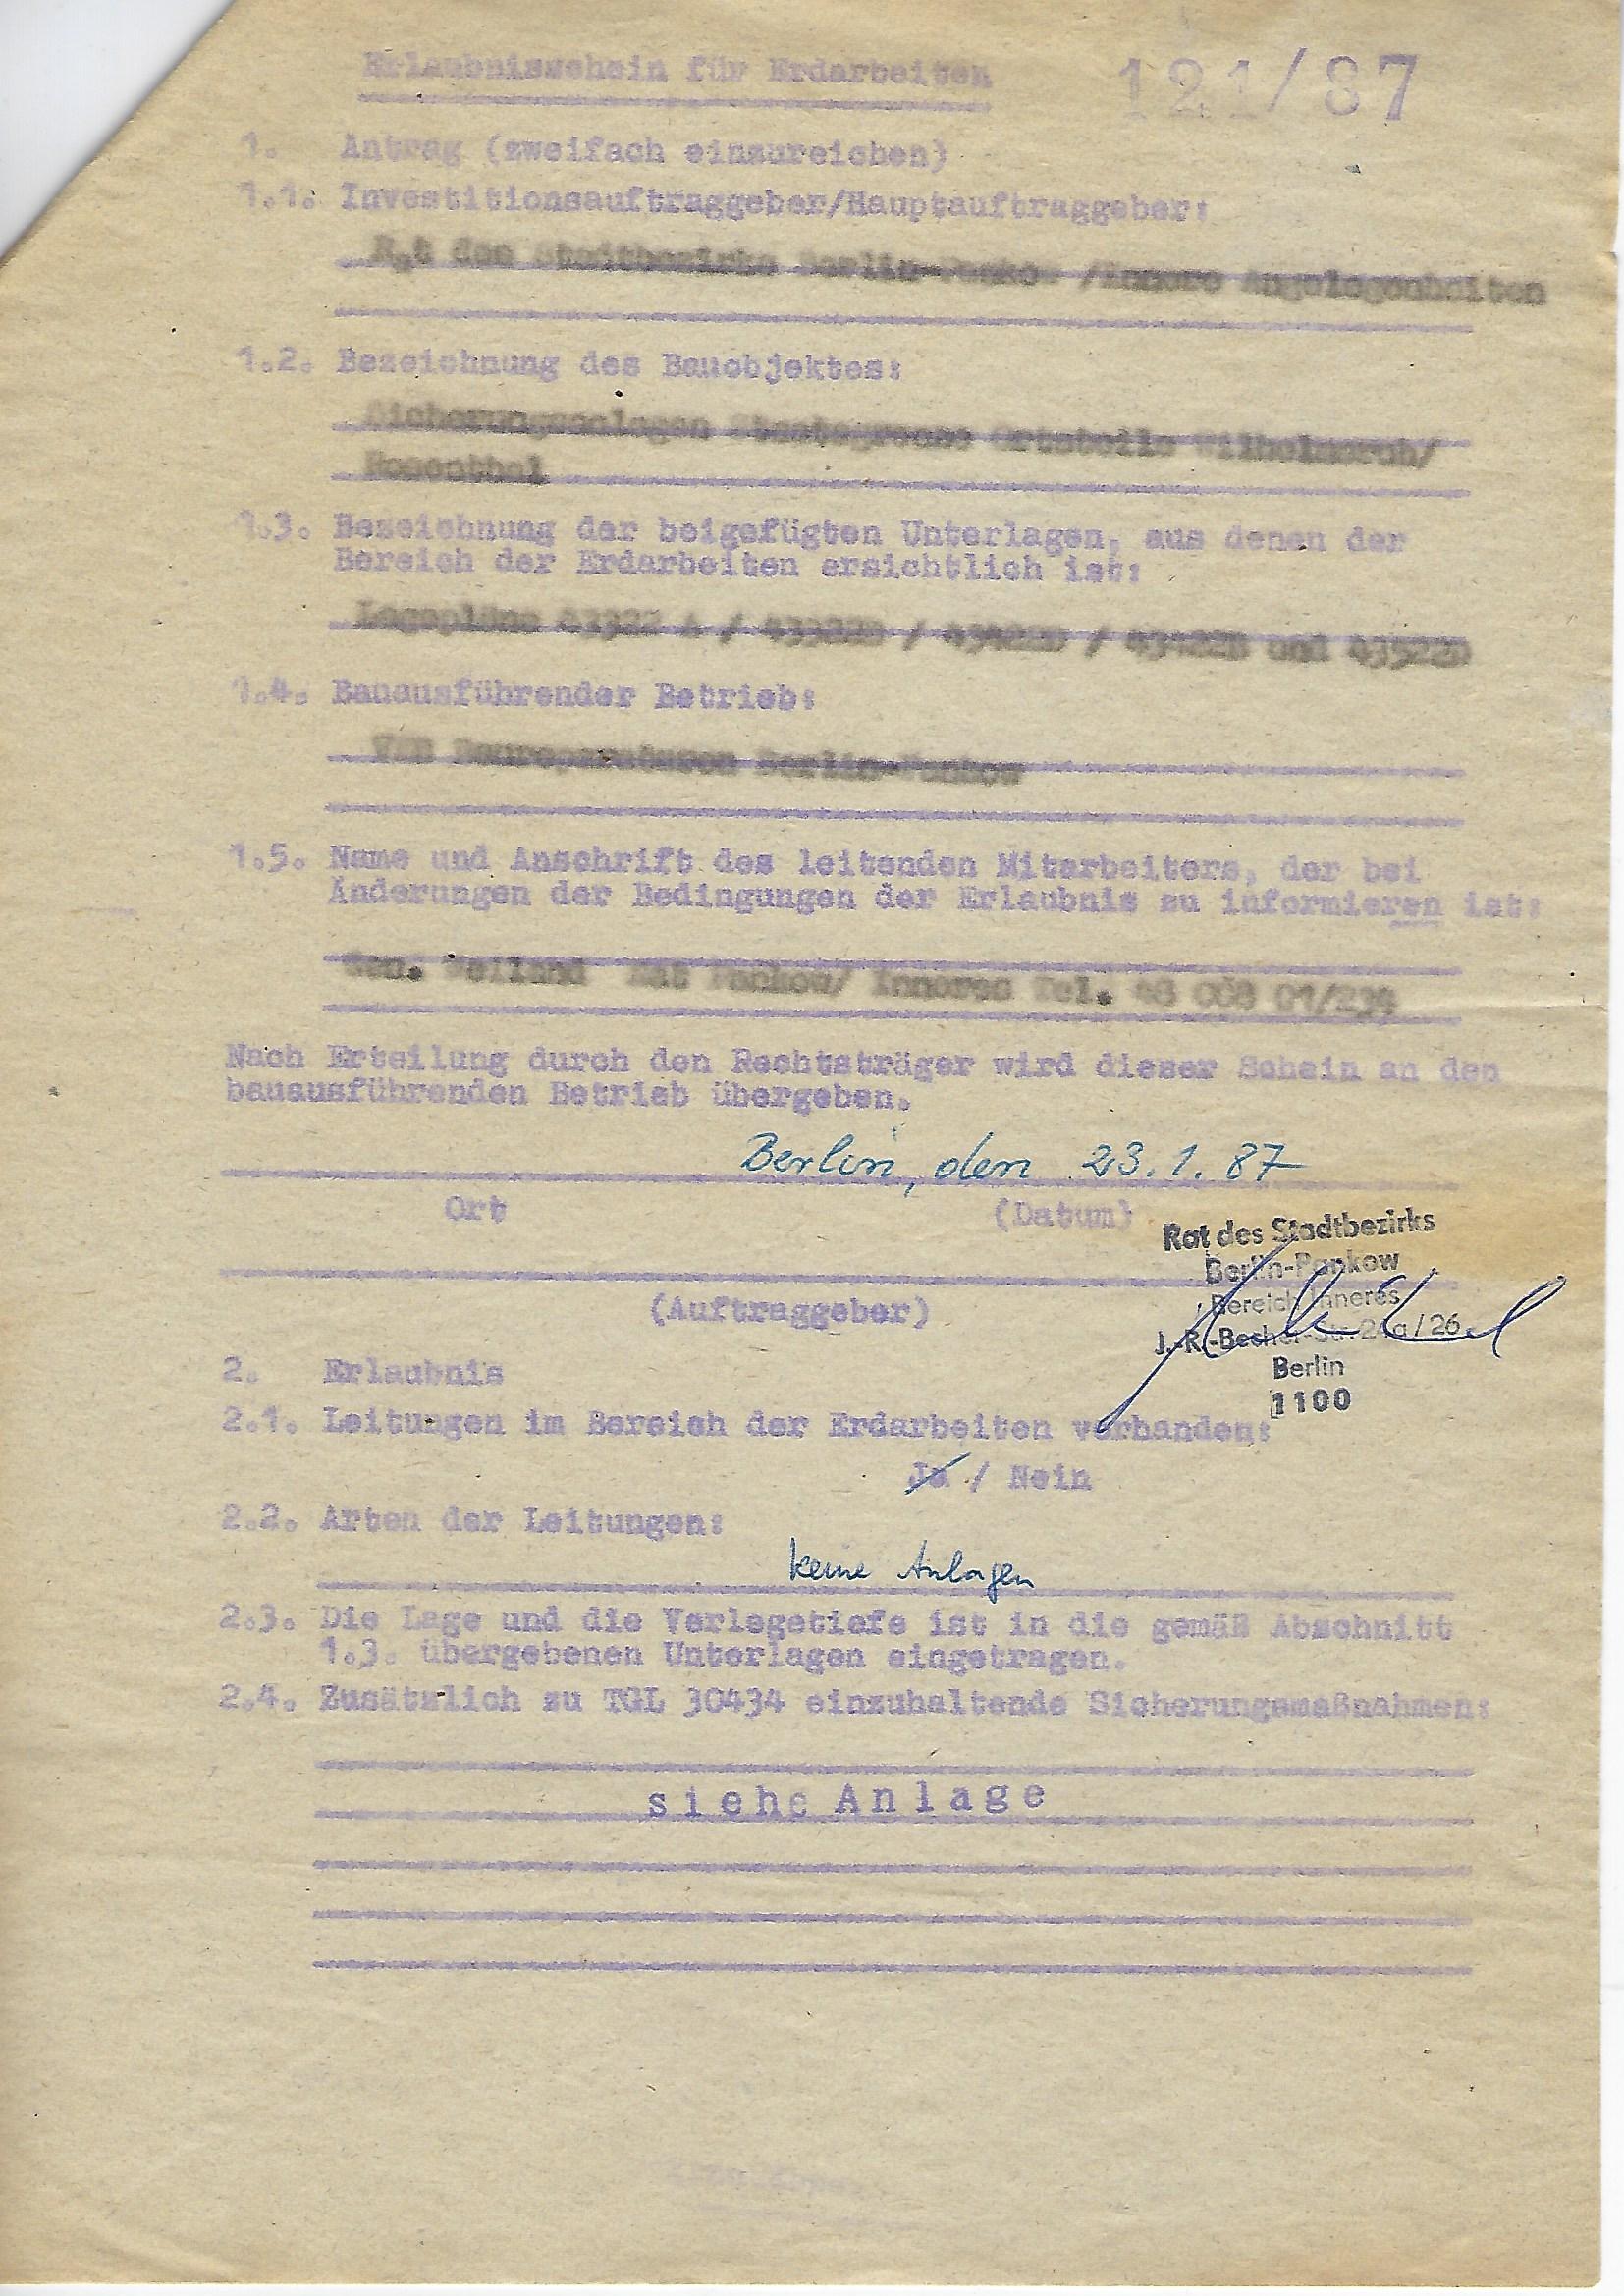 Erlaubnisschein für Erdarbeiten 121/87
1. Antrag (zweifach einzureichen)
1.1. Investitionsauftraggeber/Hauptauftraggeber:
Rat des Stadtbezirks Berlin-Pankow /Innere Angelegenheiten
1.2. Bezeichnung des Bauobjektes:
Sicherungsanlagen Staatsgrenze Ortsteile Wilhelmsruh/
Rosenthal
1.3. Bezeichnung der beigefügten Unterlagen, aus denen der
Bereich der Erdarbeiten ersichtlich ist:
Lagepläne / / / und
1.4. Bauausführender Betrieb:
VEB Baureparaturen Berlin-Pankow
1.5. Name und Anschrift des leitenden Mitarbeiters, der bei
Änderungen der Bedingungen der Erlaubnis zu informieren ist:
Gen. Rat Pankow/ Inneres Tel.
Nach Erteilung durch den Rechtsträger wird dieser Schein an den
bauausführenden Betrieb übergeben.
Berlin, den 23.1.87
Ort (Datum)
Rat des Stadtbezirks
Berlin-Pankow
Bereich Inneres
J.-R.-Becher-Str. /26
Berlin
1100
(Auftraggeber)
2. Erlaubnis
2.1. Leitungen im Bereich der Erdarbeiten vorhanden:
Ja / Nein
2.2. Arten der Leitungen:
keine Anlagen
2.3. Die Lage und die Verlegetiefe ist in die gemäß Abschnitt
1.3. übergebenen Unterlagen eingetragen.
2.4. Zusätzlich zu TGL 30434 einzuhaltende Sicherungsmaßnahmen:
siehe Anlage